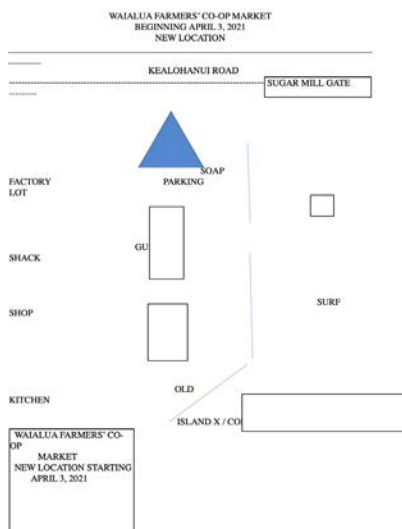 WAIALUA FARMERS' CO-OP MARKET
BEGINNING APRIL 3, 2021
NEW LOCATION
KEALOHANUI ROAD
SUGAR MILL GATE
SOAP
FACTORY PARKING
LOT
GU
SHACK
SURF
SHOP
OLD
KITCHEN
ISLAND X / CO
WAIALUA FARMERS' CO-
OP
MARKET
NEW LOCATION STARTING
APRIL 3, 2021